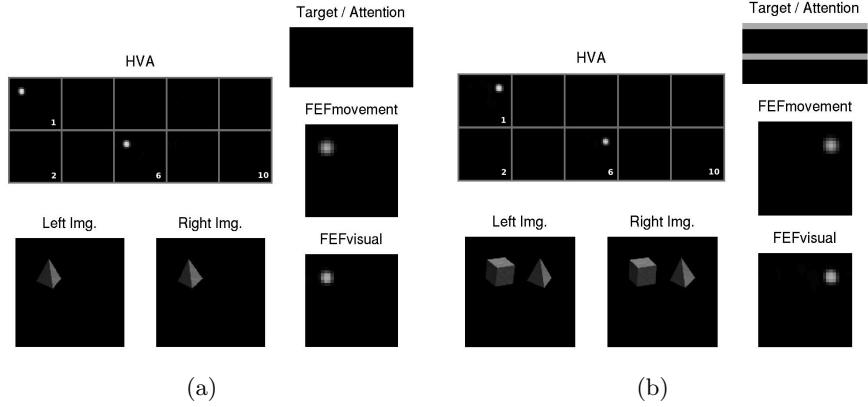 Target / Attention
HVA
1
2 6 10
FEFmovement
Left Img. Right Img.
FEFvisual
(a)
Target / Attention
HVA
1
2 6 10
FEFmovement
Left Img. Right Img.
FEFvisual
(b)